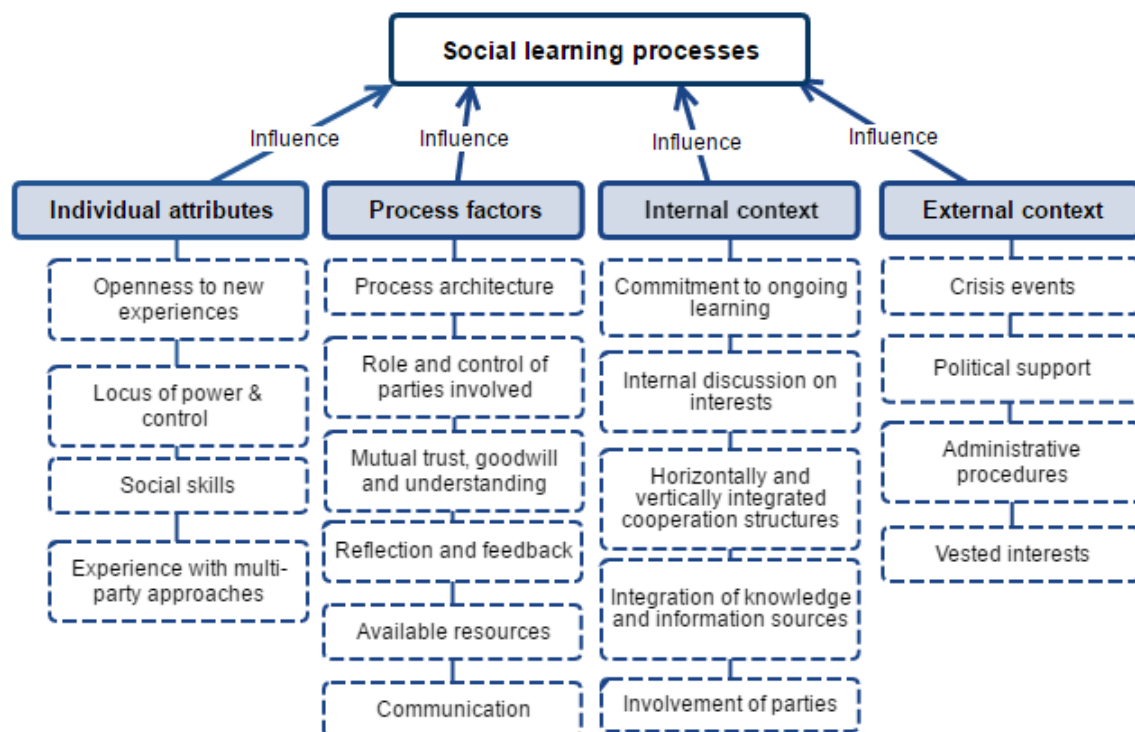 Social learning processes
Influence
Influence
Influence
Influence
Individual attributes
Openness to new
experiences
Locus of power &
control
Social skills
Experience with multi-
party approaches
Process factors
Process architecture
Role and control of
parties involved
Mutual trust, goodwill
and understanding
Reflection and feedback
Available resources
Communication
Internal context
Commitment to ongoing
learning
Internal discussion on
interests
Horizontally and
vertically integrated
cooperation structures
Integration of knowledge
and information sources
Involvement of parties
External context
Crisis events
Political support
Administrative
procedures
Vested interests